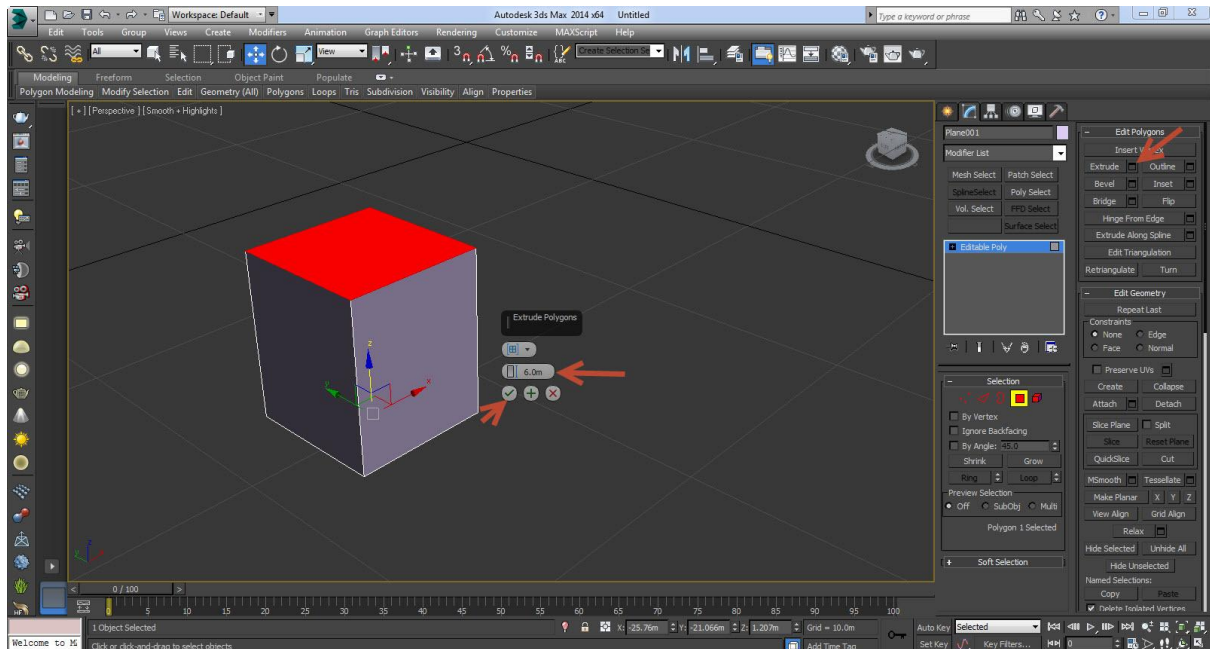 Workspace: Default
Autodesk 3ds Max 2014 x64 Untitled
Type a keyword or phrase
Edit Tools Group Views Create Modifiers Animation Graph Editors Rendering Customize MAXScript Help
All
View
Create Selection Se
Modeling Freeform Selection Object Paint Populate
Polygon Modeling Modify Selection Edit Geometry (All) Polygons Loops Tris Subdivision Visibility Align Properties
[ + ] [ Perspective ] [ Smooth + Highlights ]
z
x
y
z
Extrude Polygons
6.0m
Plane001
Modifier List
Mesh Select Patch Select
SplineSelect Poly Select
Vol. Select FFD Select
Surface Select
Editable Poly
Selection
By Vertex
Ignore Backfacing
By Angle: 45.0
Shrink Grow
Ring Loop
Preview Selection
Off SubObj Multi
Polygon 1 Selected
Soft Selection
Edit Polygons
Insert
Extrude Outline
Bevel Inset
Bridge Flip
Hinge From Edge
Extrude Along Spline
Edit Triangulation
Retriangulate Turn
Edit Geometry
Repeat Last
Constraints
None Edge
Face Normal
Preserve UVs
Create Collapse
Attach Detach
Slice Plane Split
Slice Reset Plane
QuickSlice Cut
MSmooth Tessellate
Make Planar X Y Z
View Align Grid Align
Relax
Hide Selected Unhide All
Hide Unselected
Named Selections:
Copy Paste
Delete Isolated Vertices
0 / 100
0 5 10 15 20 25 30 35 40 45 50 55 60 65 70 75 80 85 90 95 100
1 Object Selected
X: -25.76m Y: -21.066m Z: 1.207m Grid = 10.0m
Auto Key Selected
Welcome to M
Click or click-and-drag to select objects
Add Time Tag
Set Key Key Filters... 0